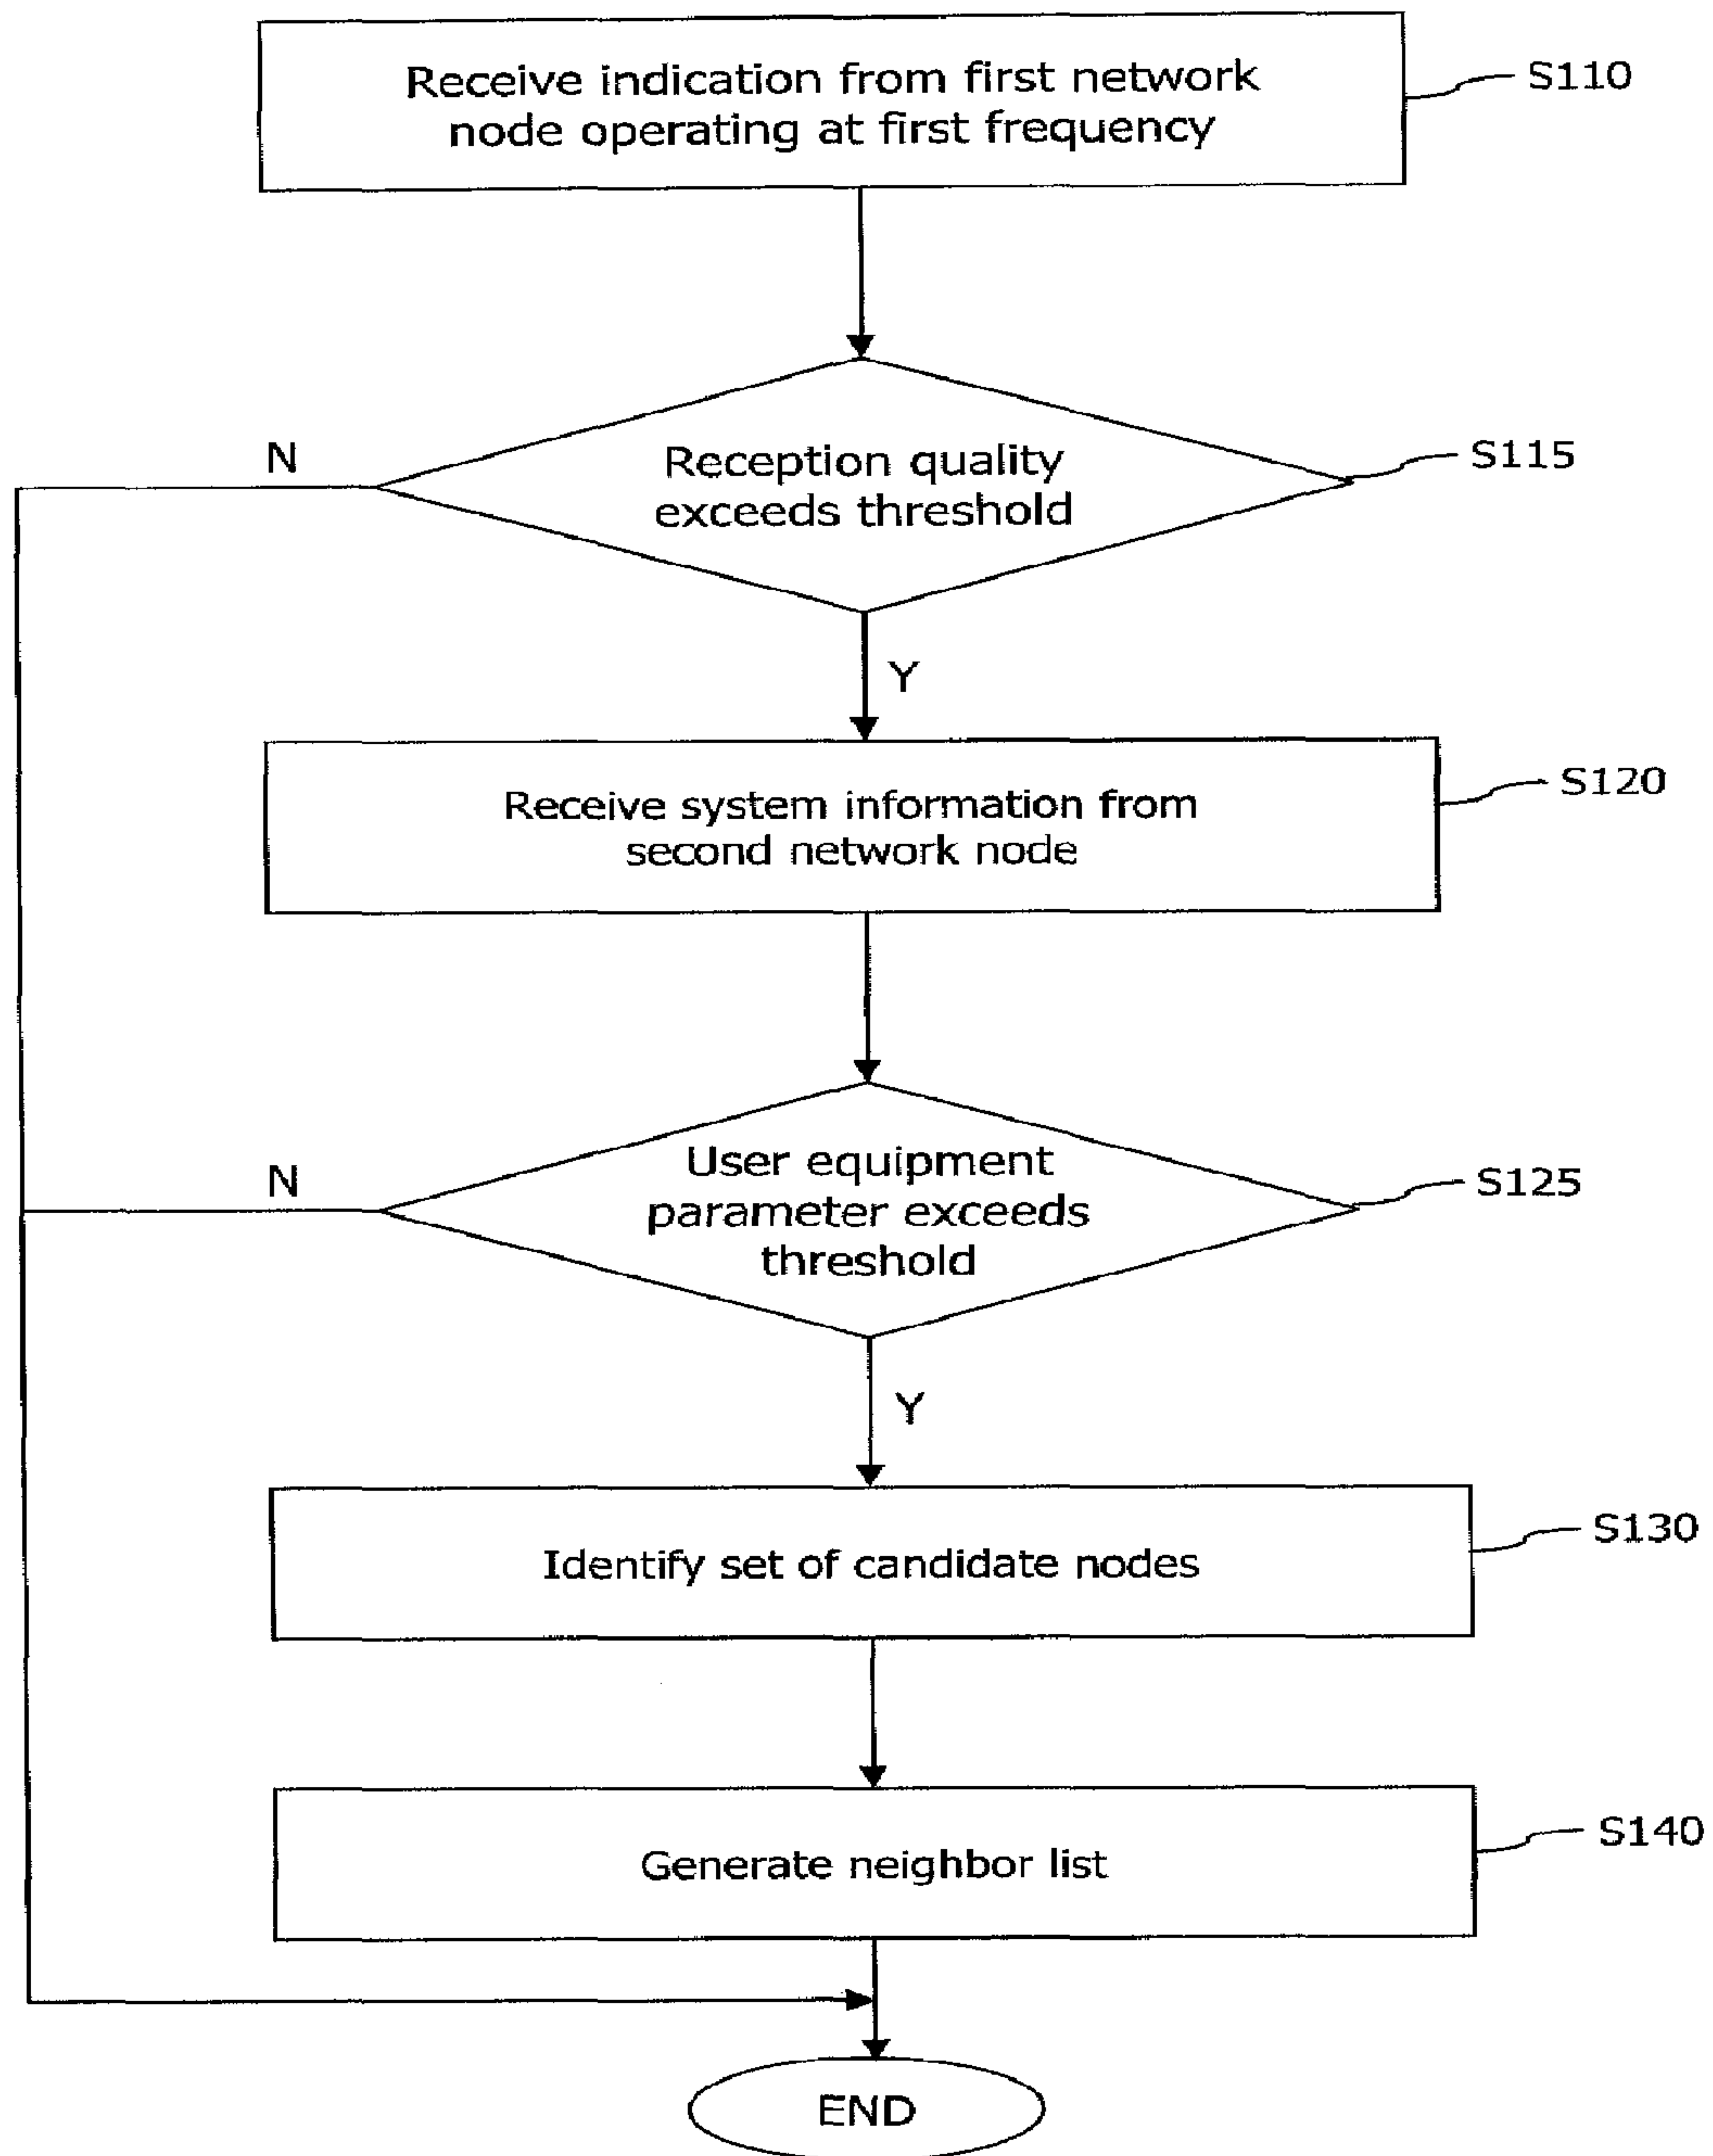 Receive indication from first network
node operating at first frequency
S110
Reception quality
exceeds threshold
S115
N
Y
Receive system information from
second network node
S120
User equipment
parameter exceeds
threshold
S125
N
Y
Identify set of candidate nodes
S130
Generate neighbor list
S140
END